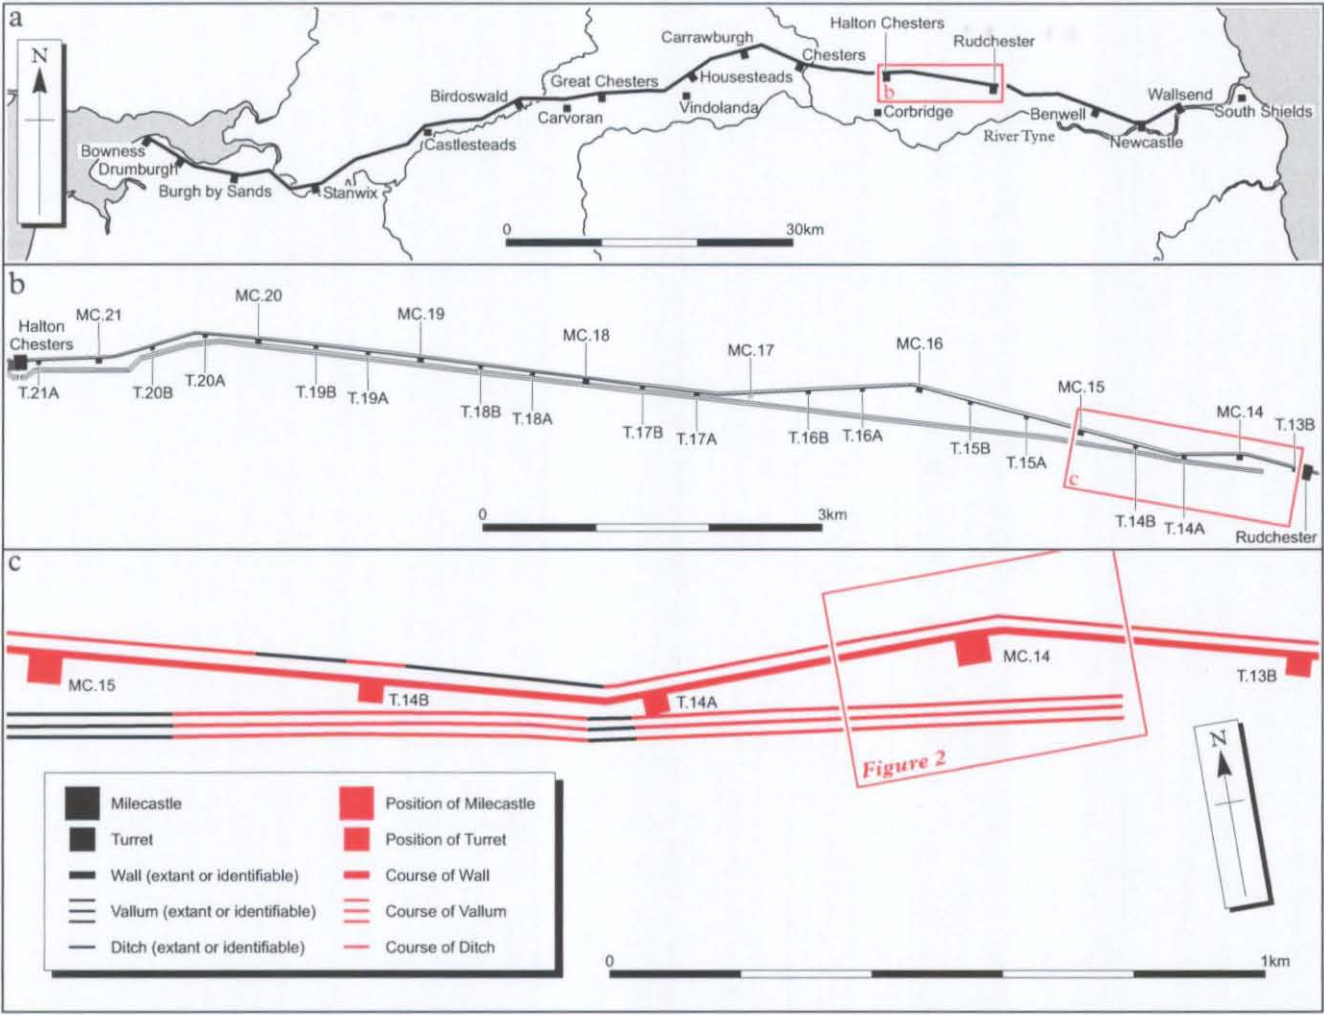 a
N
Halton Chesters
Carrawburgh
Rudchester
Chesters
Great Chesters
Housesteads
b
Birdoswald
Wallsend
Carvoran
Vindolanda
Corbridge
Benwell
South Shields
River Tyne
Castlesteads
Newcastle
Bowness
Drumburgh
Burgh by Sands
Stanwix
0
30km
b
MC.20
MC.21
MC.19
Halton
Chesters
MC.18
MC.17
MC.16
T.21A
T.20B
T.20A
T.19B
T.19A
T.18B
T.18A
T.17B
T.17A
T.16B
T.16A
T.15B
T.15A
MC.15
MC.14
T.13B
c
T.14B
T.14A
0
3km
Rudchester
c
MC.15
T.14B
T.14A
MC.14
T.13B
Figure 2
N
Milecastle
Position of Milecastle
Turret
Position of Turret
Wall (extant or identifiable)
Course of Wall
Vallum (extant or identifiable)
Course of Vallum
Ditch (extant or identifiable)
Course of Ditch
0
1km